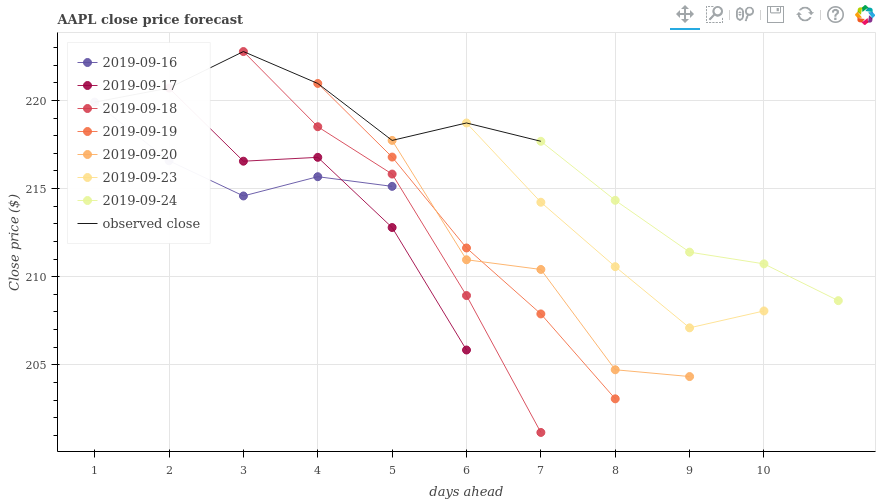 AAPL close price forecast
2019-09-16
2019-09-17
2019-09-18
2019-09-19
2019-09-20
2019-09-23
2019-09-24
observed close
220
215
210
205
Close price ($)
1 2 3 4 5 6 7 8 9 10
days ahead